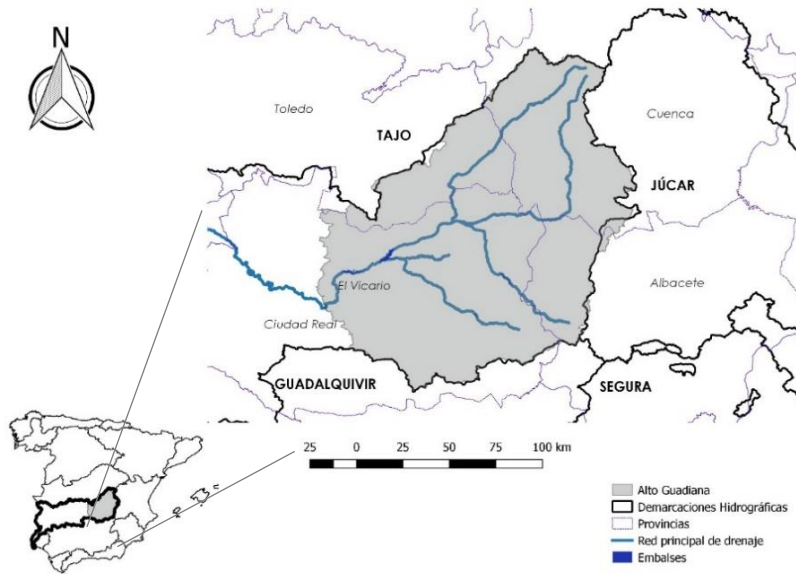 N
Toledo
TAJO
Cuenca
JÚCAR
El Vicario
Albacete
Ciudad Real
GUADALQUIVIR
SEGURA
25 0 25 50 75 100 km
Alto Guadiana
Demarcaciones Hidrográficas
Provincias
Red principal de drenaje
Embalses